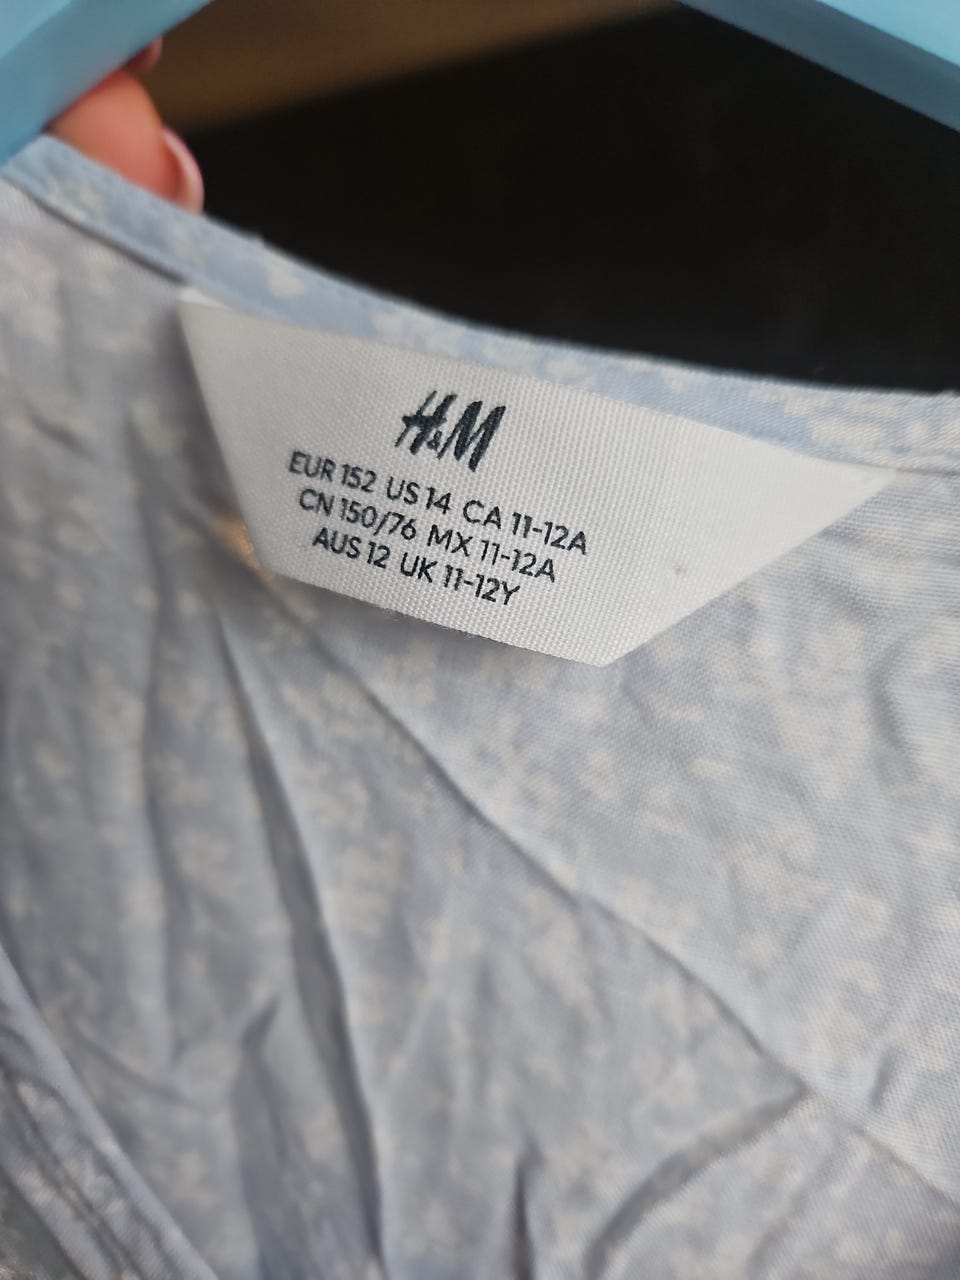 H&M
EUR 152 US 14 CA 11-12A
CN 150/76 MX 11-12A
AUS 12 UK 11-12Y